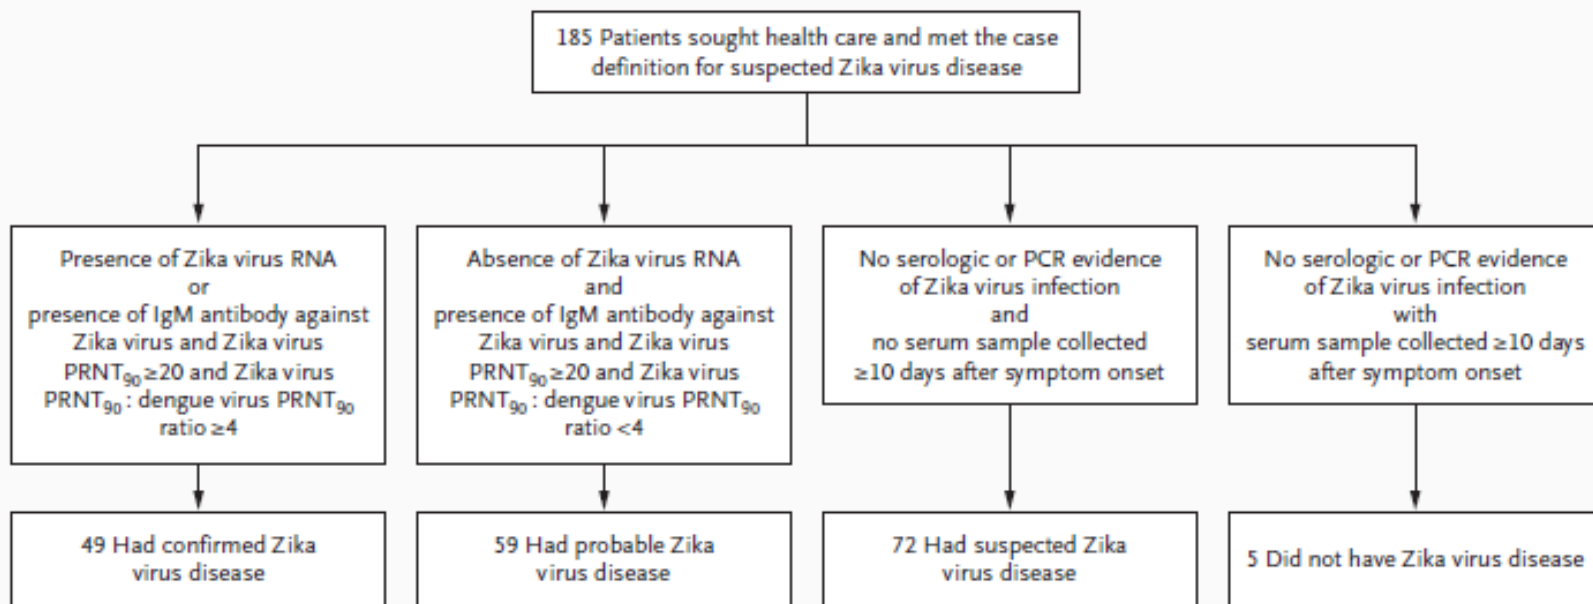 185 Patients sought health care and met the case
definition for suspected Zika virus disease
Presence of Zika virus RNA
or
presence of IgM antibody against
Zika virus and Zika virus
PRNT₉₀ ≥20 and Zika virus
PRNT₉₀ : dengue virus PRNT₉₀
ratio ≥4
Absence of Zika virus RNA
and
presence of IgM antibody against
Zika virus and Zika virus
PRNT₉₀ ≥20 and Zika virus
PRNT₉₀ : dengue virus PRNT₉₀
ratio <4
No serologic or PCR evidence
of Zika virus infection
and
no serum sample collected
≥10 days after symptom onset
No serologic or PCR evidence
of Zika virus infection
with
serum sample collected ≥10 days
after symptom onset
49 Had confirmed Zika
virus disease
59 Had probable Zika
virus disease
72 Had suspected Zika
virus disease
5 Did not have Zika virus disease